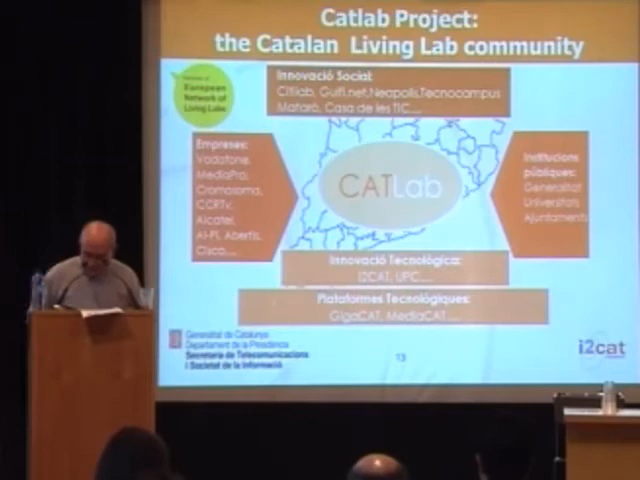 Catlab Project:
the Catalan Living Lab community
European
Network of
Living Labs
Innovació Social:
Citilab, Guifi.net,Neapolis,Tecnocampus
Mataró, Casa de les TIC,...
Empreses:
Vodafone,
MediaPro,
Cromosoma,
CCRTV,
Alcatel,
Al-Pi, Abertis,
Cisco,...
CATLab
Institucions
públiques:
Generalitat
Universitats
Ajuntaments
Innovació Tecnològica:
i2CAT, UPC,...
Plataformes Tecnològiques:
GigaCAT, MediaCAT...
Generalitat de Catalunya
Departament de la Presidència
Secretaria de Telecomunicacions
i Societat de la Informació
13
i2cat